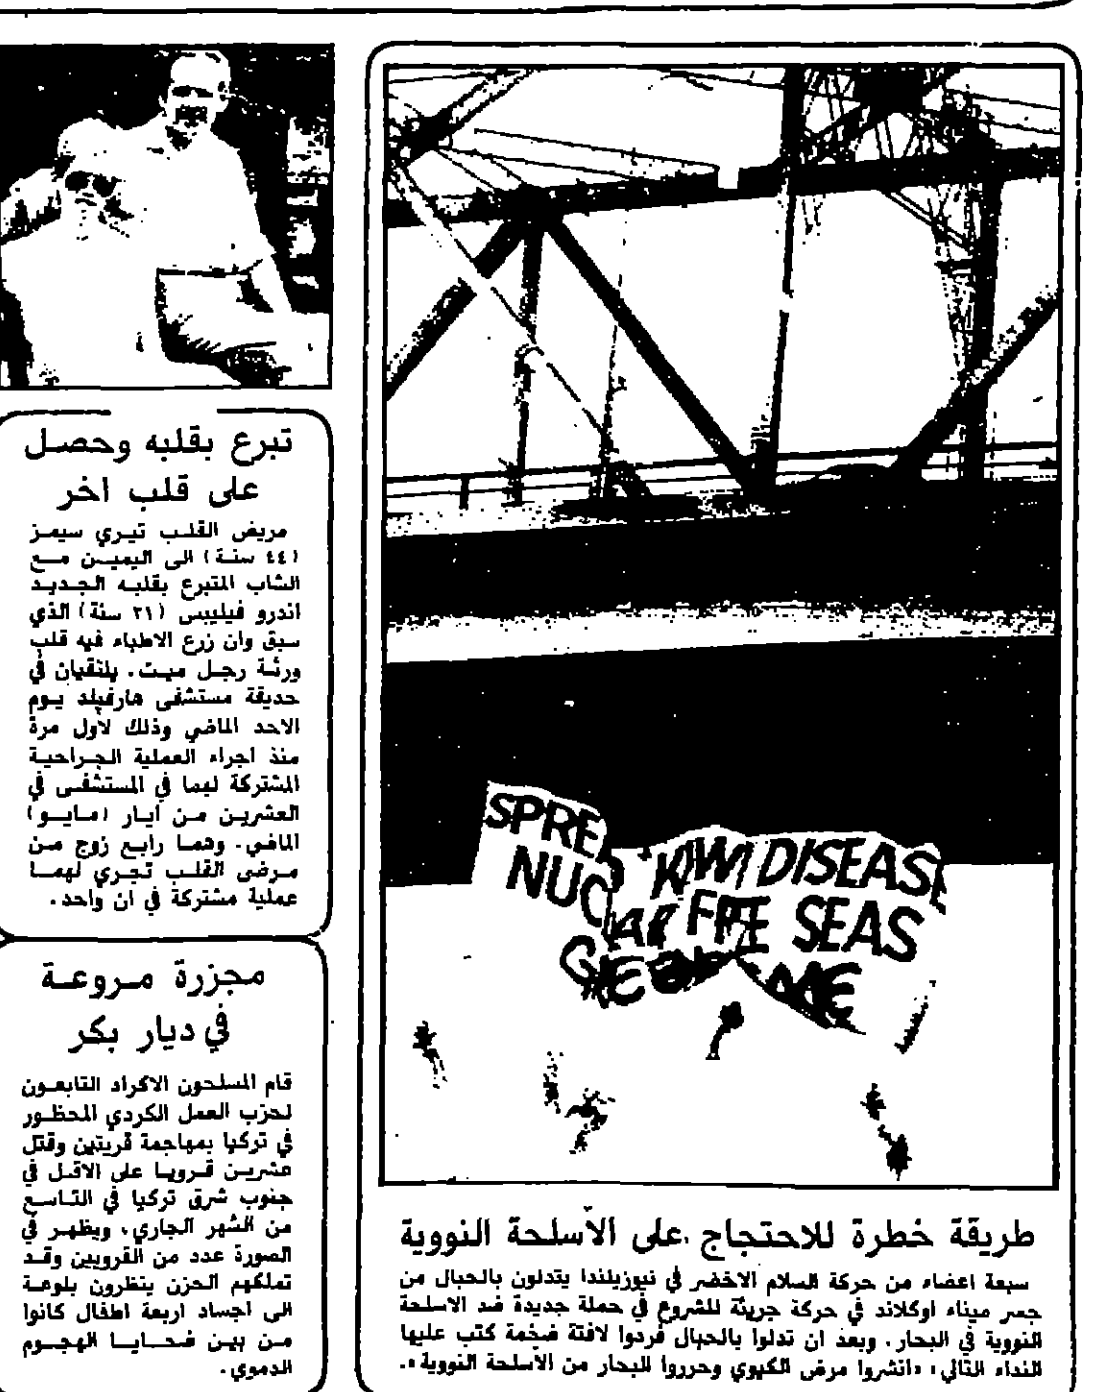 SPREAD KIWI DISEASE
NUCLEAR FREE SEAS
طريقة خطرة للاحتجاج على الأسلحة النووية
سبعة اعضاء من حركة السلام الاخضر في نيوزيلندا يتدلون بالحبال من
جسر ميناء اوكلاند في حركة جريئة للشروع في حملة جديدة ضد الاسلحة
النووية في البحار. وبعد ان تدلوا بالحبال فردوا لافتة ضخمة كتب عليها
النداء التالي: «انشروا مرض الكيوي وحرروا البحار من الأسلحة النووية».
تبرع بقلبه وحصل
على قلب اخر
مريض القلب تيري سيمز
(٤٤ سنة) الى اليمين مع
الشاب المتبرع بقلبه الجديد
اندرو فيليبس (٢١ سنة) الذي
سبق وان زرع الاطباء فيه قلب
ورئة رجل ميت. يلتقيان في
حديقة مستشفى هارفيلد يوم
الاحد الماضي وذلك لأول مرة
منذ اجراء العملية الجراحية
المشتركة لهما في المستشفى في
العشرين من ايار (مايو)
الماضي. وهما رابع زوج من
مرضى القلب تجري لهما
عملية مشتركة في ان واحد.
مجزرة مروعة
في ديار بكر
قام المسلحون الاكراد التابعون
لحزب العمل الكردي المحظور
في تركيا بمهاجمة قريتين وقتل
عشرين قرويا على الاقل في
جنوب شرق تركيا في التاسع
من الشهر الجاري. ويظهر في
الصورة عدد من القرويين وقد
تملكهم الحزن ينظرون بلوعة
الى اجساد اربعة اطفال كانوا
من بين ضحايا الهجوم
الدموي.